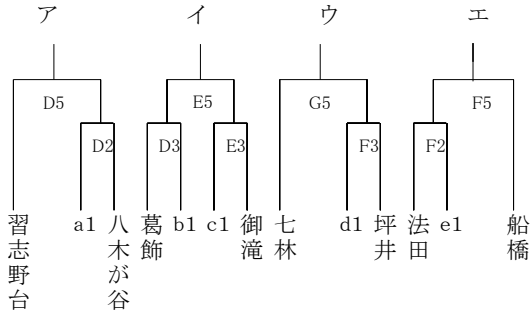 ア イ ウ エ
D5 E5 G5 F5
D2 D3 E3 F3 F2
習志野台 a1 八木が谷 葛飾 b1 c1 御滝 七林 d1 坪井 法田 e1 船橋